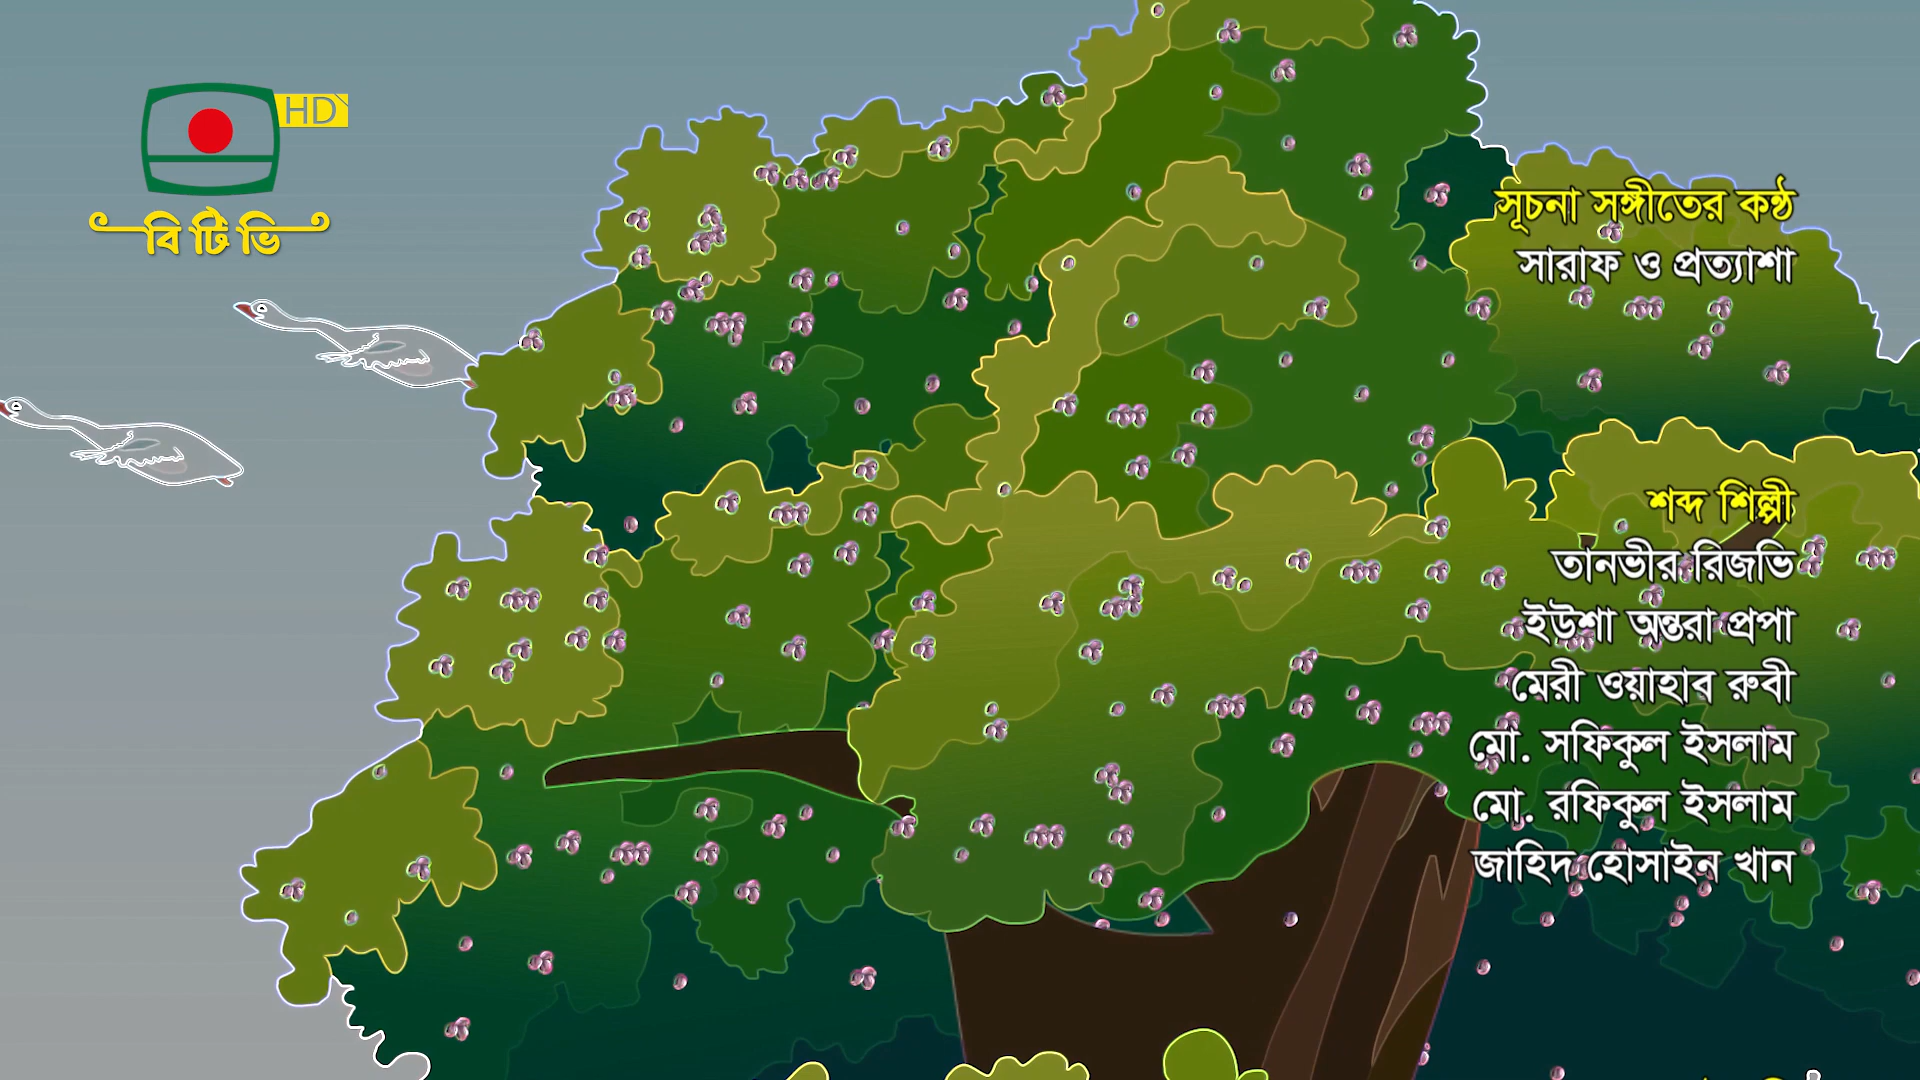 HD
বিটিভি
সূচনা সঙ্গীতের কণ্ঠ
সারাফ ও প্রত্যাশা
শব্দ শিল্পী
তানভীর রিজভি
ইউশা অন্তরা প্রপা
মেরী ওয়াহাব রুবী
মো. সফিকুল ইসলাম
মো. রফিকুল ইসলাম
জাহিদ হোসাইন খান